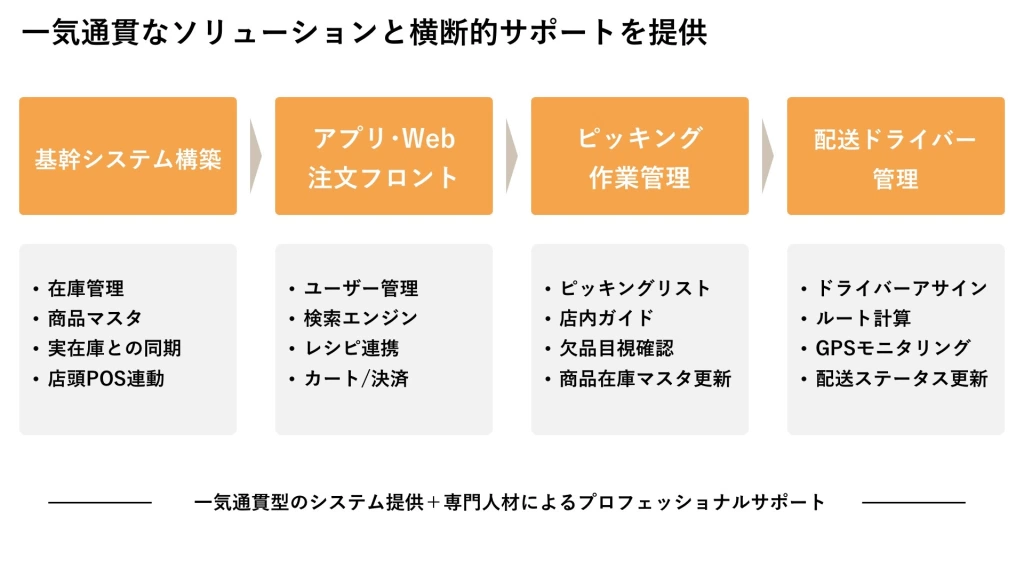 一気通貫なソリューションと横断的サポートを提供
基幹システム構築
アプリ・Web
注文フロント
ピッキング
作業管理
配送ドライバー
管理
• 在庫管理
• 商品マスタ
• 実在庫との同期
• 店頭POS連動
• ユーザー管理
• 検索エンジン
• レシピ連携
• カート/決済
• ピッキングリスト
• 店内ガイド
• 欠品目視確認
• 商品在庫マスタ更新
• ドライバーアサイン
• ルート計算
• GPSモニタリング
• 配送ステータス更新
一気通貫型のシステム提供＋専門人材によるプロフェッショナルサポート